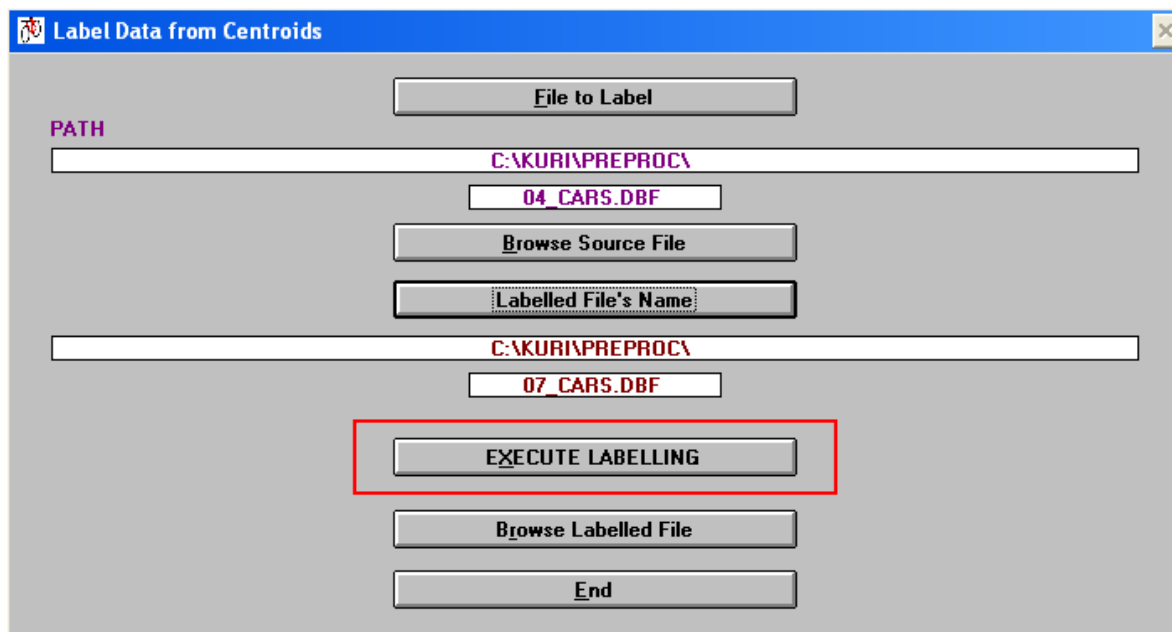 Label Data from Centroids
File to Label
PATH
C:\KURI\PREPROC\
04_CARS.DBF
Browse Source File
Labelled File's Name
C:\KURI\PREPROC\
07_CARS.DBF
EXECUTE LABELLING
Browse Labelled File
End